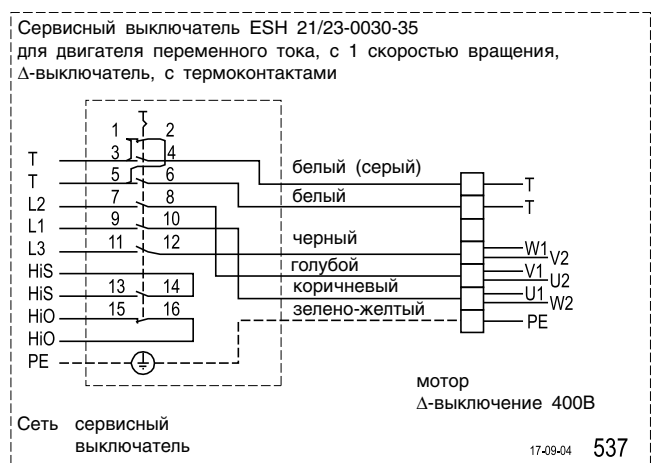 Сервисный выключатель ESH 21/23-0030-35
для двигателя переменного тока, с 1 скоростью вращения,
Δ-выключатель, с термоконтактами
1 2
T 3 4
T 5 6
L2 7 8
L1 9 10
L3 11 12
HiS
HiS 13 14
HiO 15 16
HiO
PE
белый (серый)
белый
черный
голубой
коричневый
зелено-желтый
T
T
W1
V2
V1
U2
U1
W2
PE
мотор
Δ-выключение 400В
Сеть сервисный
выключатель
17-09-04 537